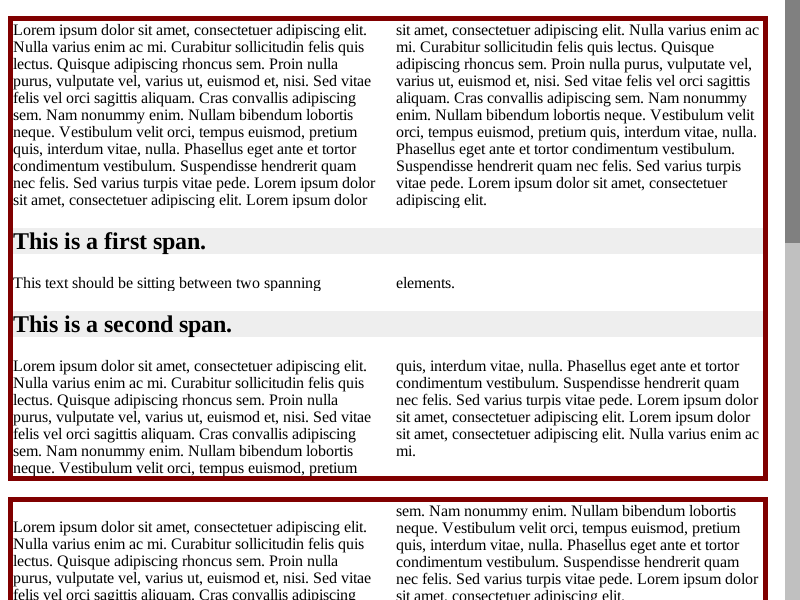 Lorem ipsum dolor sit amet, consectetuer adipiscing elit.
Nulla varius enim ac mi. Curabitur sollicitudin felis quis
lectus. Quisque adipiscing rhoncus sem. Proin nulla
purus, vulputate vel, varius ut, euismod et, nisi. Sed vitae
felis vel orci sagittis aliquam. Cras convallis adipiscing
sem. Nam nonummy enim. Nullam bibendum lobortis
neque. Vestibulum velit orci, tempus euismod, pretium
quis, interdum vitae, nulla. Phasellus eget ante et tortor
condimentum vestibulum. Suspendisse hendrerit quam
nec felis. Sed varius turpis vitae pede. Lorem ipsum dolor
sit amet, consectetuer adipiscing elit. Lorem ipsum dolor
sit amet, consectetuer adipiscing elit. Nulla varius enim ac
mi. Curabitur sollicitudin felis quis lectus. Quisque
adipiscing rhoncus sem. Proin nulla purus, vulputate vel,
varius ut, euismod et, nisi. Sed vitae felis vel orci sagittis
aliquam. Cras convallis adipiscing sem. Nam nonummy
enim. Nullam bibendum lobortis neque. Vestibulum velit
orci, tempus euismod, pretium quis, interdum vitae, nulla.
Phasellus eget ante et tortor condimentum vestibulum.
Suspendisse hendrerit quam nec felis. Sed varius turpis
vitae pede. Lorem ipsum dolor sit amet, consectetuer
adipiscing elit.
This is a first span.
This text should be sitting between two spanning
elements.
This is a second span.
Lorem ipsum dolor sit amet, consectetuer adipiscing elit.
Nulla varius enim ac mi. Curabitur sollicitudin felis quis
lectus. Quisque adipiscing rhoncus sem. Proin nulla
purus, vulputate vel, varius ut, euismod et, nisi. Sed vitae
felis vel orci sagittis aliquam. Cras convallis adipiscing
sem. Nam nonummy enim. Nullam bibendum lobortis
neque. Vestibulum velit orci, tempus euismod, pretium
quis, interdum vitae, nulla. Phasellus eget ante et tortor
condimentum vestibulum. Suspendisse hendrerit quam
nec felis. Sed varius turpis vitae pede. Lorem ipsum dolor
sit amet, consectetuer adipiscing elit. Lorem ipsum dolor
sit amet, consectetuer adipiscing elit. Nulla varius enim ac
mi.
Lorem ipsum dolor sit amet, consectetuer adipiscing elit.
Nulla varius enim ac mi. Curabitur sollicitudin felis quis
lectus. Quisque adipiscing rhoncus sem. Proin nulla
purus, vulputate vel, varius ut, euismod et, nisi. Sed vitae
felis vel orci sagittis aliquam. Cras convallis adipiscing
sem. Nam nonummy enim. Nullam bibendum lobortis
neque. Vestibulum velit orci, tempus euismod, pretium
quis, interdum vitae, nulla. Phasellus eget ante et tortor
condimentum vestibulum. Suspendisse hendrerit quam
nec felis. Sed varius turpis vitae pede. Lorem ipsum dolor
sit amet, consectetuer adipiscing elit.